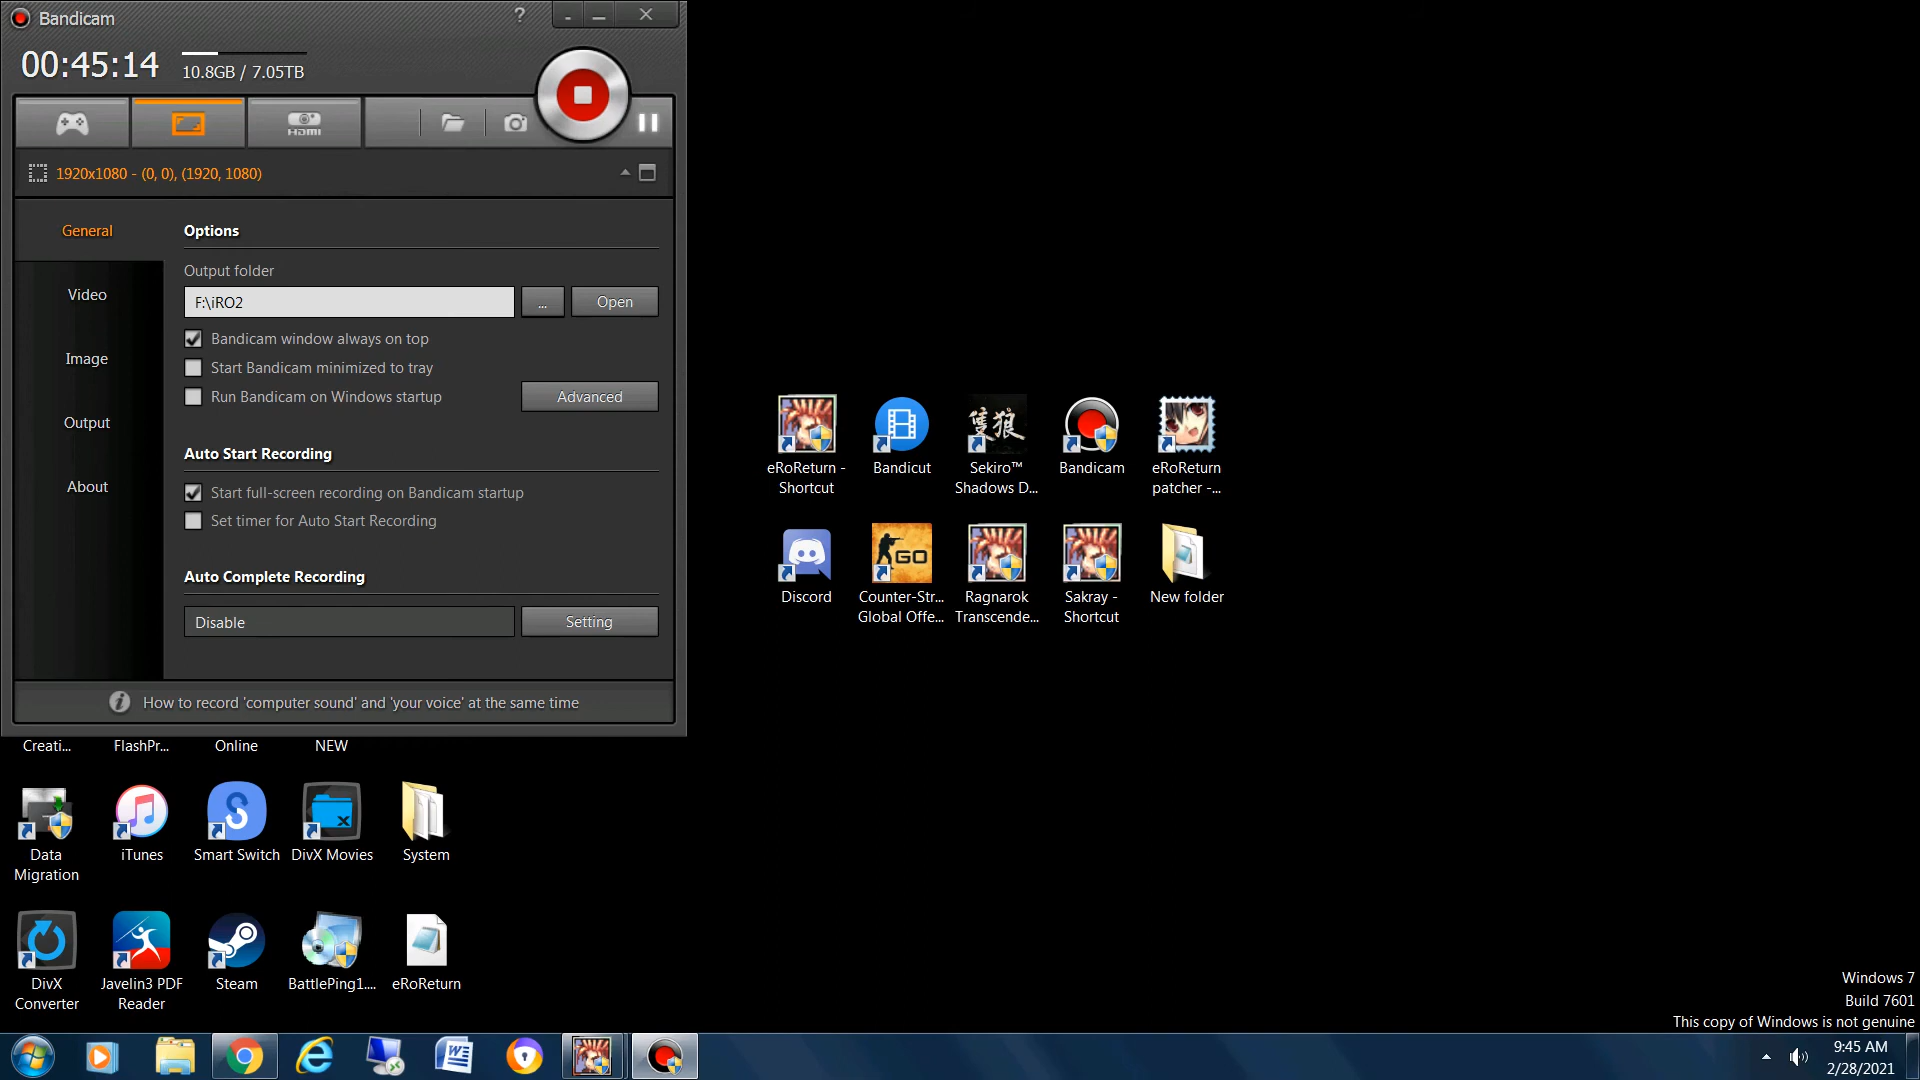 Bandicam
?
00:45:14
10.8GB / 7.05TB
HDMI
1920x1080 - (0, 0), (1920, 1080)
General
Video
Image
Output
About
Options
Output folder
F:\iRO2
...
Open
Bandicam window always on top
Start Bandicam minimized to tray
Run Bandicam on Windows startup
Advanced
Auto Start Recording
Start full-screen recording on Bandicam startup
Set timer for Auto Start Recording
Auto Complete Recording
Disable
Setting
How to record 'computer sound' and 'your voice' at the same time
eRoReturn -
Shortcut
Bandicut
隻狼
Sekiro™
Shadows D...
Bandicam
eRoReturn
patcher -...
Discord
GO
Counter-Str...
Global Offe...
Ragnarok
Transcende...
Sakray -
Shortcut
New folder
Creati...
FlashPr...
Online
NEW
Data
Migration
iTunes
Smart Switch
DivX Movies
System
DivX
Converter
Javelin3 PDF
Reader
Steam
BattlePing1....
eRoReturn
Windows 7
Build 7601
This copy of Windows is not genuine
9:45 AM
2/28/2021